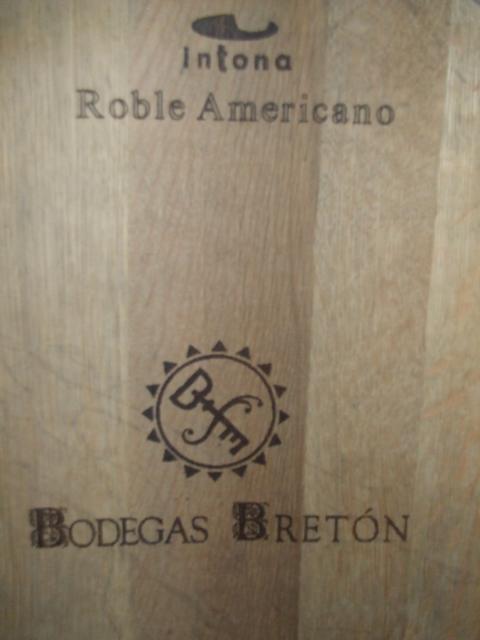 Intona
Roble Americano
BODEGAS BRETÓN